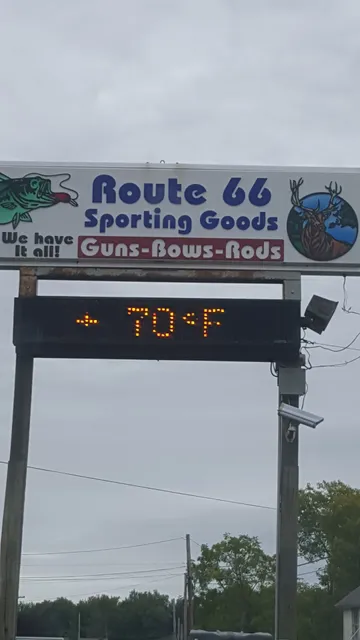 Route 66
Sporting Goods
We have
it all!
Guns-Bows-Rods
+ 70°F